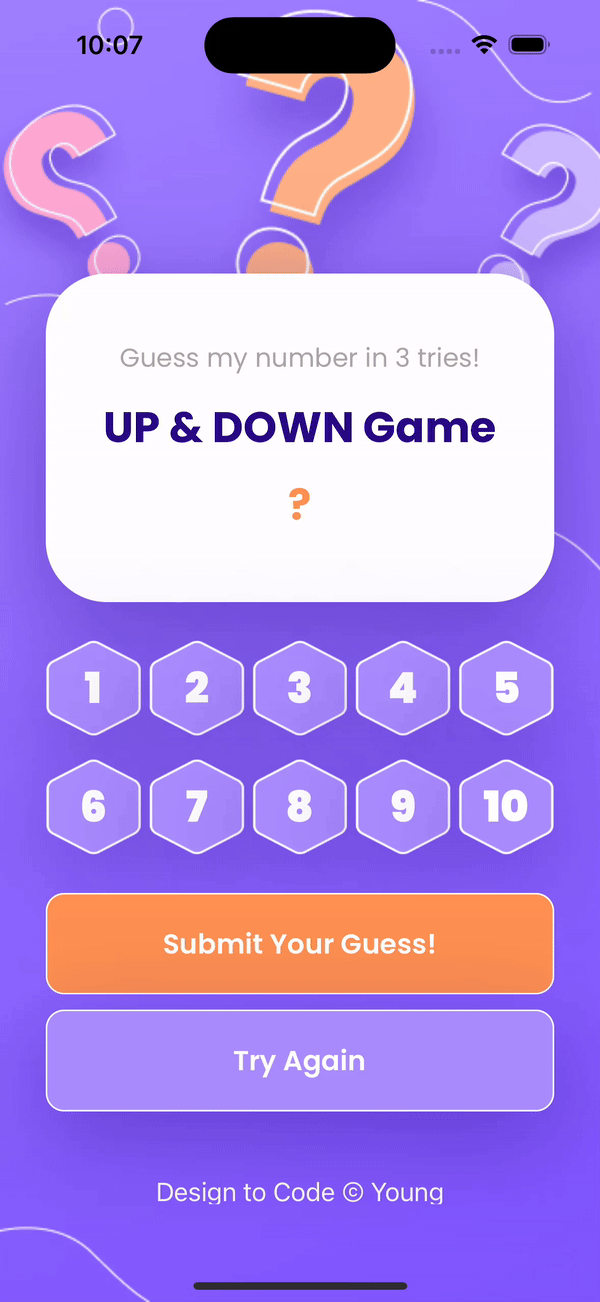 10:07
?
?
?
Guess my number in 3 tries!
UP & DOWN Game
?
1 2 3 4 5
6 7 8 9 10
Submit Your Guess!
Try Again
Design to Code © Young